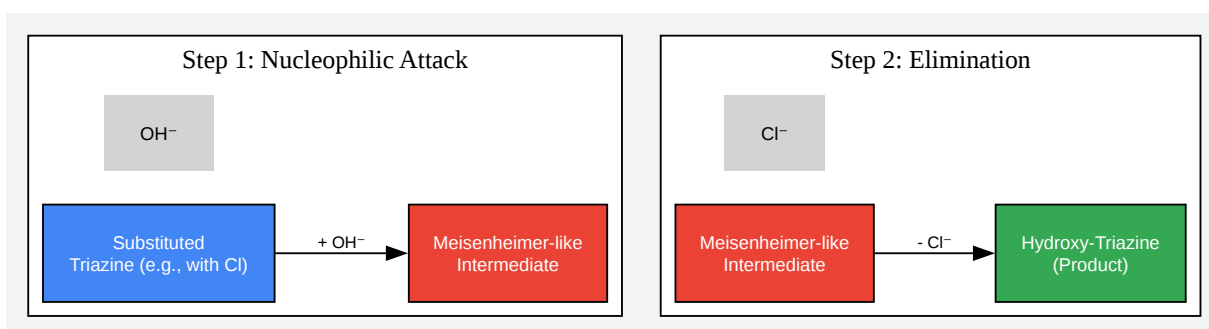 Step 1: Nucleophilic Attack
OH⁻
Substituted
Triazine (e.g., with Cl)
+ OH⁻
Meisenheimer-like
Intermediate
Step 2: Elimination
Cl⁻
Meisenheimer-like
Intermediate
- Cl⁻
Hydroxy-Triazine
(Product)